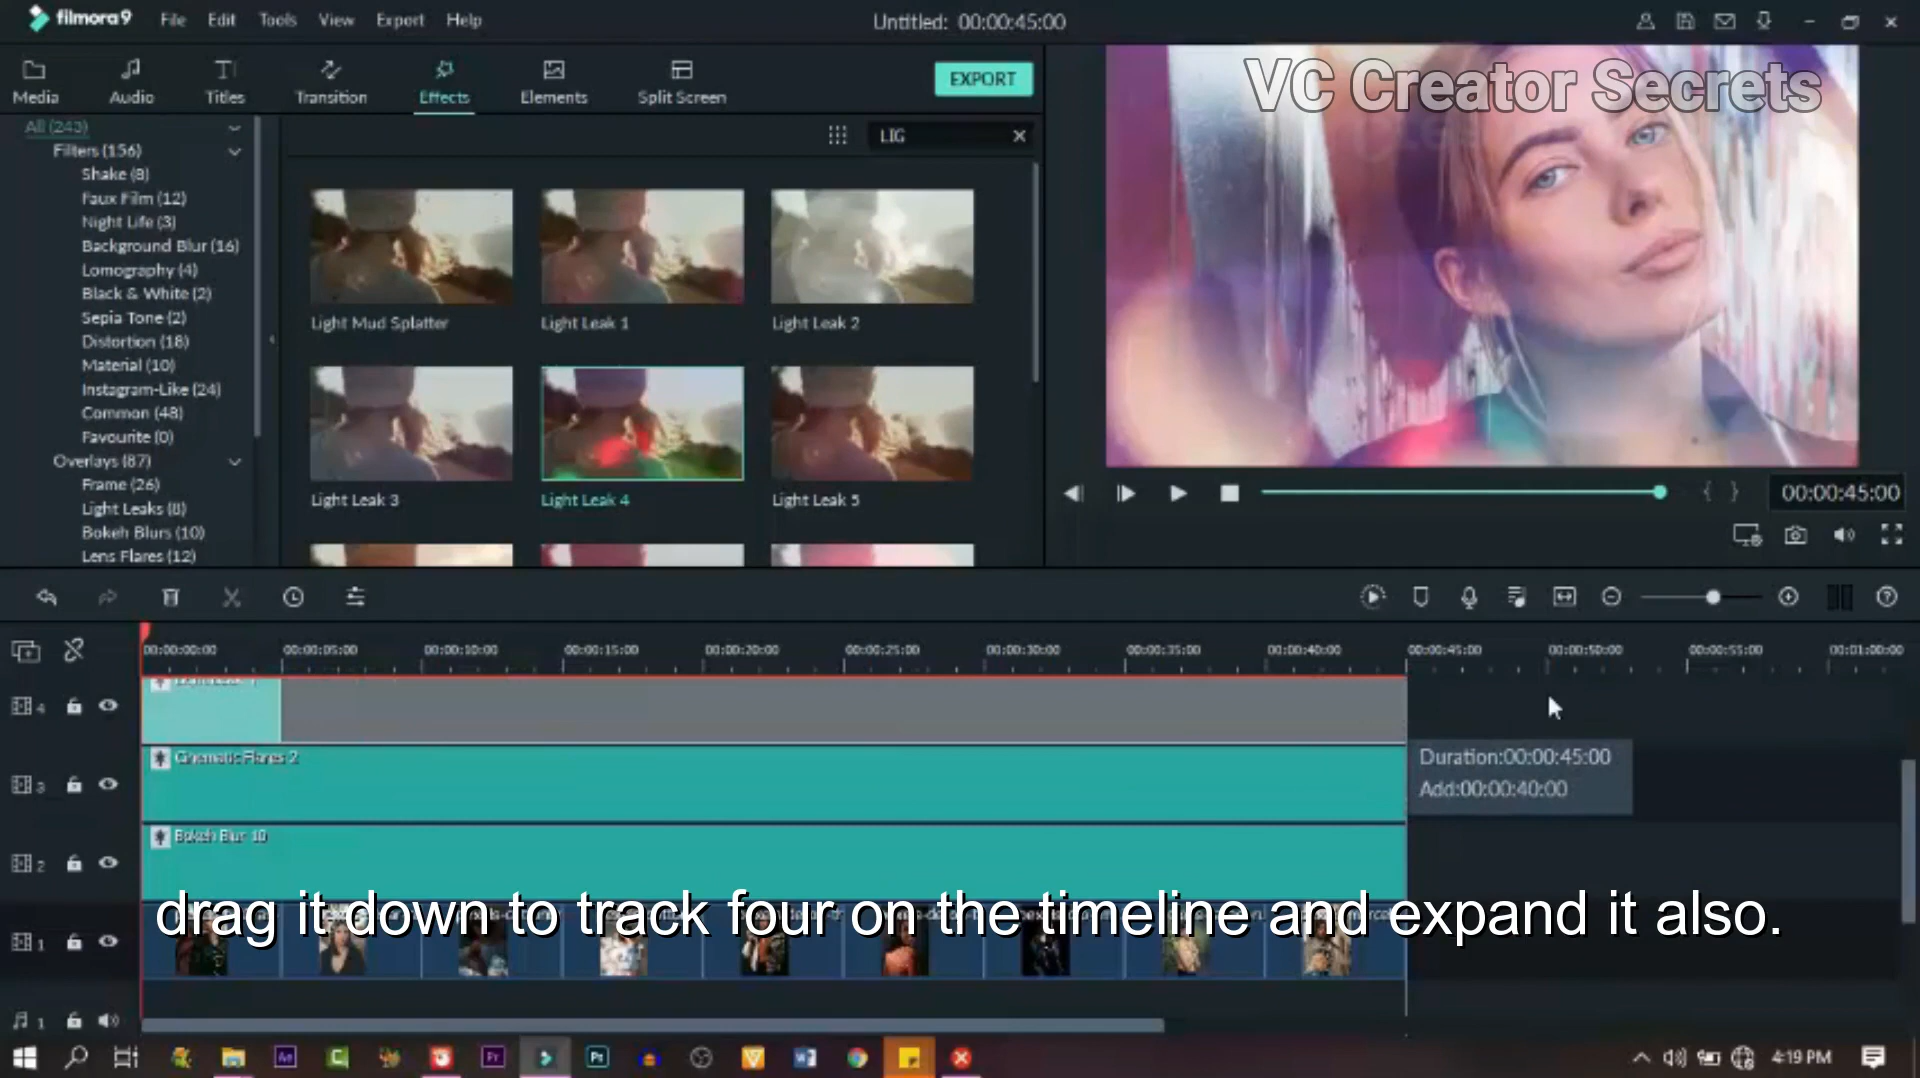 filmora9 File Edit Tools View Export Help
Untitled: 00:00:45:00
Media Audio Titles Transition Effects Elements Split Screen
EXPORT
VC Creator Secrets
All (243)
Filters (156)
Shake (8)
Faux Film (12)
Night Life (3)
Background Blur (16)
Lomography (4)
Black & White (2)
Sepia Tone (2)
Distortion (18)
Material (10)
Instagram-Like (24)
Common (48)
Favourite (0)
Overlays (87)
Frame (26)
Light Leaks (8)
Bokeh Blurs (10)
Lens Flares (12)
LIG
Light Mud Splatter
Light Leak 1
Light Leak 2
Light Leak 3
Light Leak 4
Light Leak 5
00:00:45:00
00:00:00:00 00:00:05:00 00:00:10:00 00:00:15:00 00:00:20:00 00:00:25:00 00:00:30:00 00:00:35:00 00:00:40:00 00:00:45:00 00:00:50:00 00:00:55:00 00:01:00:00
4
3
Cinematic Flares 2
Duration:00:00:45:00
Add:00:00:40:00
2
Bokeh Blur 10
drag it down to track four on the timeline and expand it also.
1
1
Ae
Pr
Ps
4:19 PM